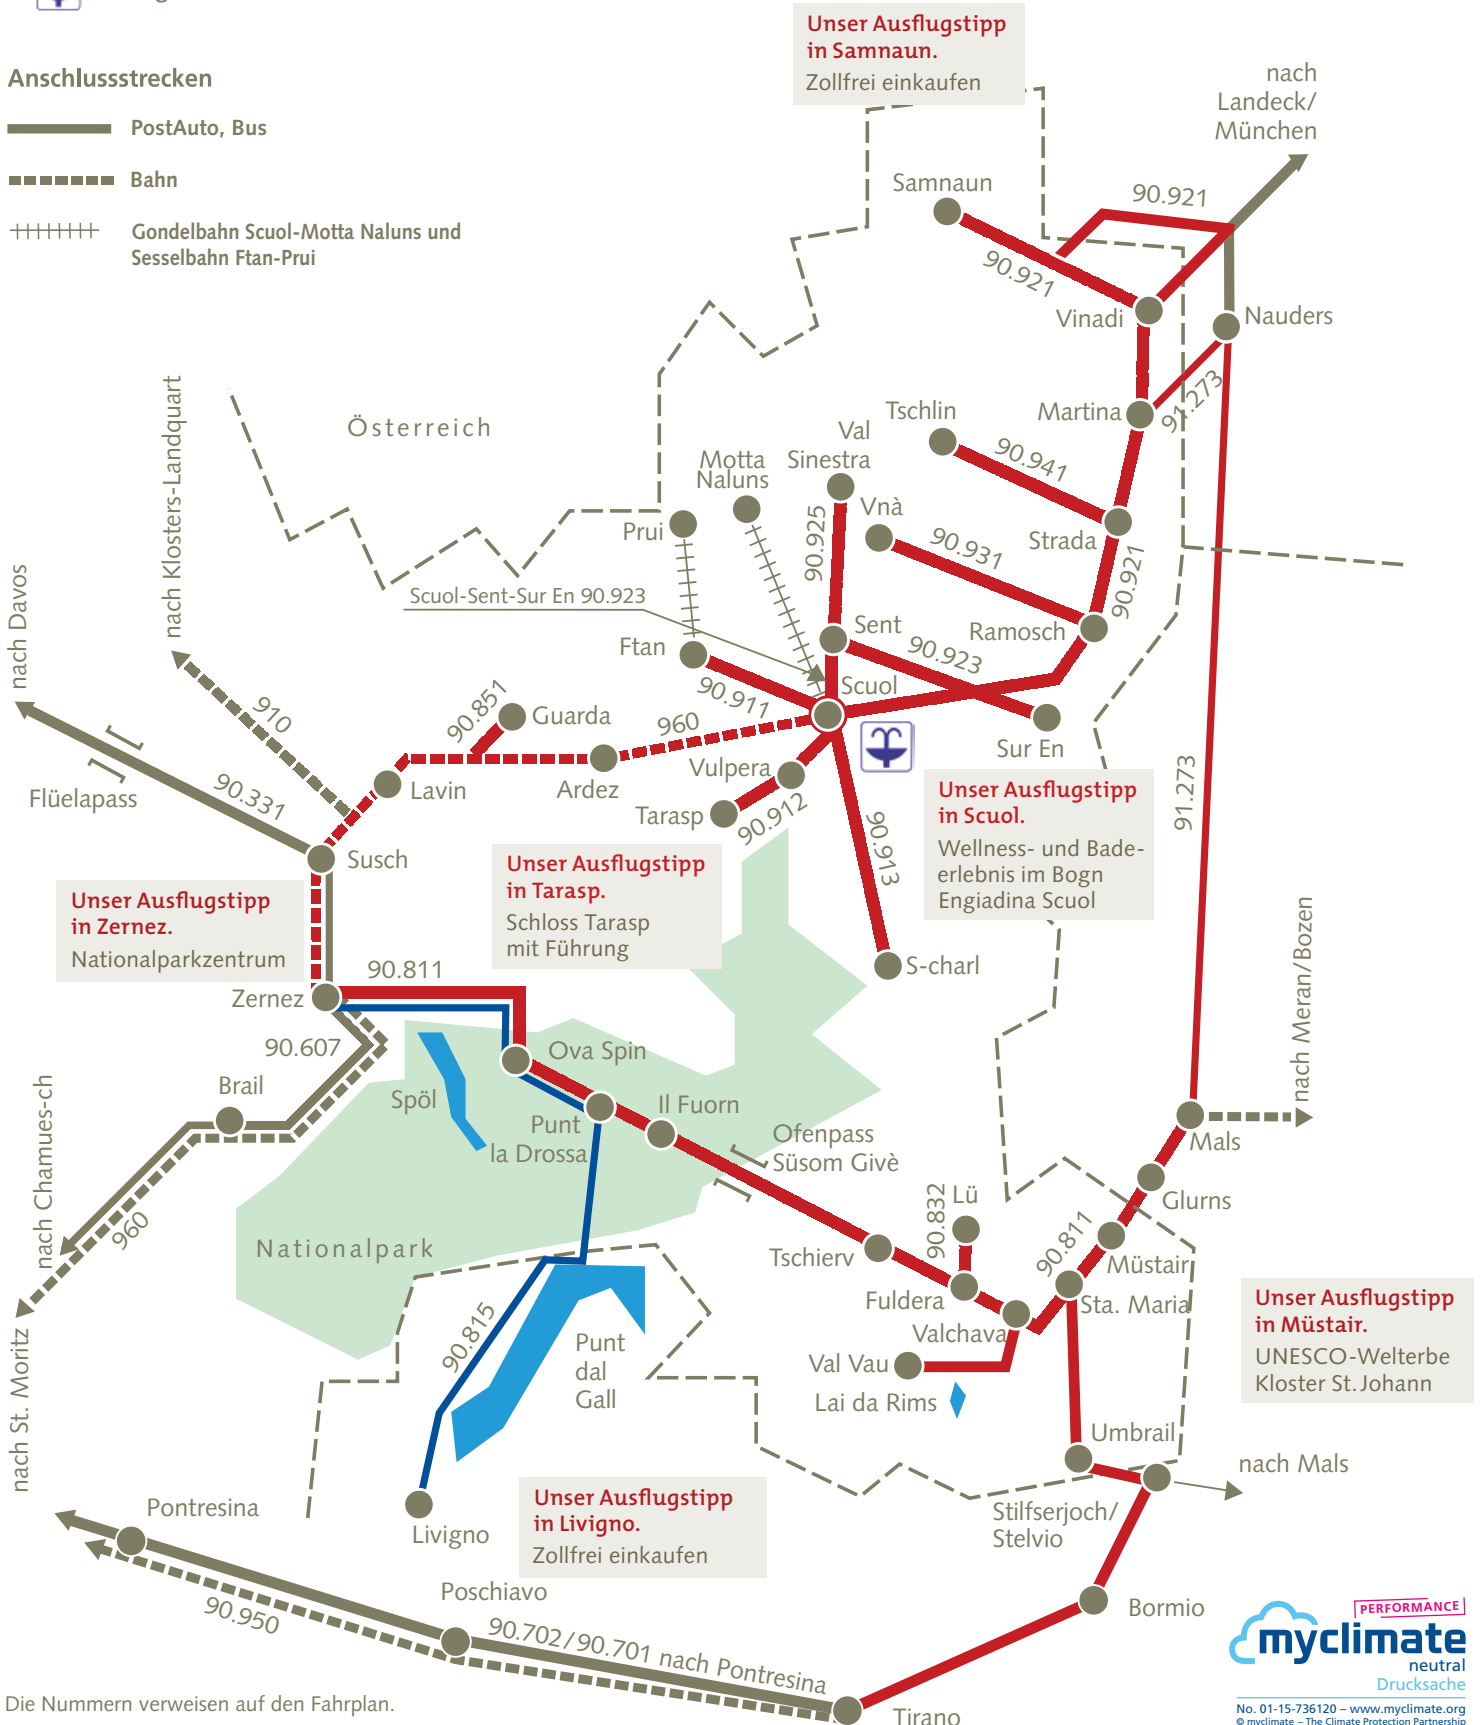 Anschlussstrecken
PostAuto, Bus
Bahn
Gondelbahn Scuol-Motta Naluns und
Sesselbahn Ftan-Prui
Unser Ausflugstipp
in Samnaun.
Zollfrei einkaufen
nach
Landeck/
München
Samnaun
90.921
90.921
Vinadi
Nauders
nach Klosters-Landquart
Österreich
Martina
91.273
Tschlin
Val
Sinestra
90.941
Motta
Naluns
Vnà
Prui
90.925
90.931
Strada
90.921
nach Davos
Scuol-Sent-Sur En 90.923
Ftan
Sent
Ramosch
90.923
90.911
Scuol
910
90.851
Guarda
960
Sur En
Flüelapass
90.331
Lavin
Ardez
Vulpera
Tarasp
90.912
90.913
91.273
Unser Ausflugstipp
in Scuol.
Wellness- und Bade-
erlebnis im Bogn
Engiadina Scuol
Susch
Unser Ausflugstipp
in Zernez.
Nationalparkzentrum
Unser Ausflugstipp
in Tarasp.
Schloss Tarasp
mit Führung
S-charl
90.811
Zernez
nach Meran/Bozen
90.607
Ova Spin
Brail
Spöl
Punt
la Drossa
Il Fuorn
Ofenpass
Süsom Givè
Mals
nach Chamues-ch
960
Glurns
90.832
Lü
Nationalpark
Tschierv
90.811
Müstair
Fuldera
Sta. Maria
Valchava
nach St. Moritz
90.815
Punt
dal
Gall
Val Vau
Lai da Rims
Unser Ausflugstipp
in Müstair.
UNESCO-Welterbe
Kloster St. Johann
Umbrail
nach Mals
Stilfserjoch/
Stelvio
Pontresina
Livigno
Unser Ausflugstipp
in Livigno.
Zollfrei einkaufen
Poschiavo
90.950
90.702/90.701 nach Pontresina
Bormio
Tirano
Die Nummern verweisen auf den Fahrplan.
PERFORMANCE
myclimate
neutral
Drucksache
No. 01-15-736120 – www.myclimate.org
© myclimate – The Climate Protection Partnership